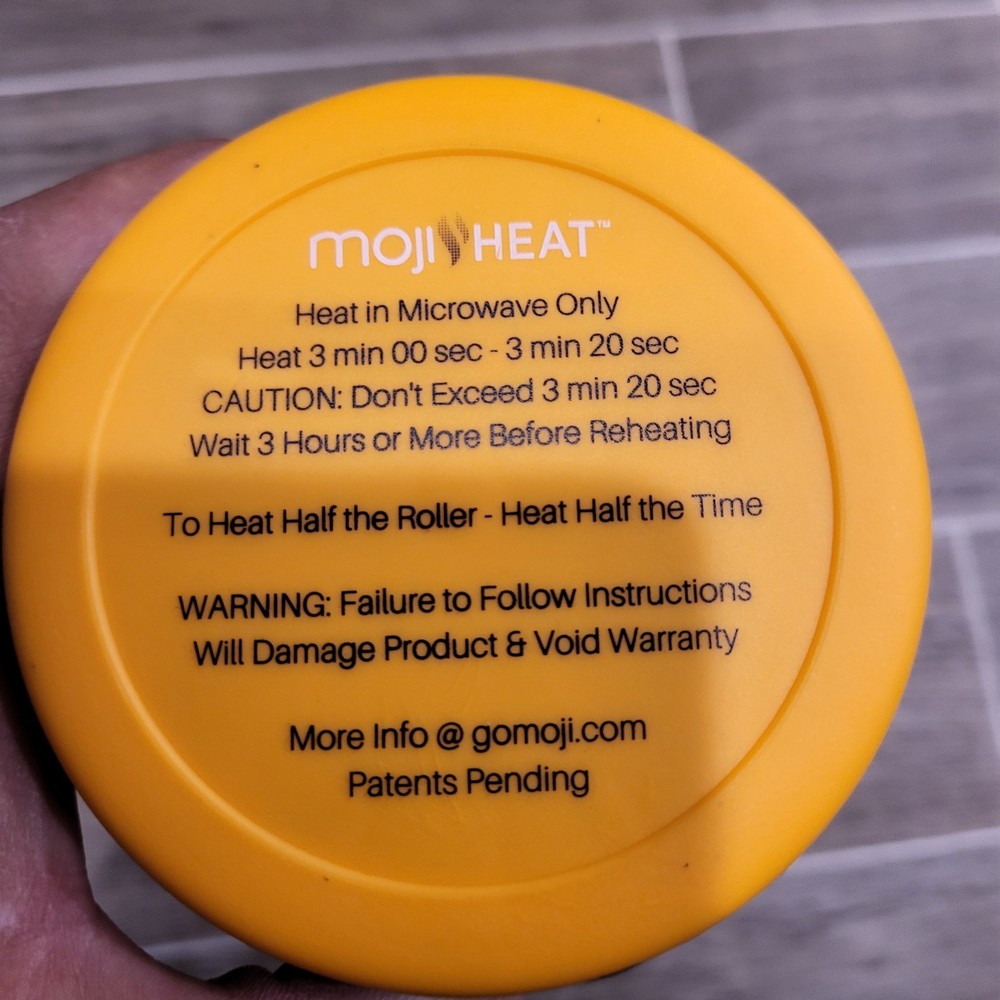 moji HEAT™
Heat in Microwave Only
Heat 3 min 00 sec - 3 min 20 sec
CAUTION: Don't Exceed 3 min 20 sec
Wait 3 Hours or More Before Reheating
To Heat Half the Roller - Heat Half the Time
WARNING: Failure to Follow Instructions
Will Damage Product & Void Warranty
More Info @ gomoji.com
Patents Pending